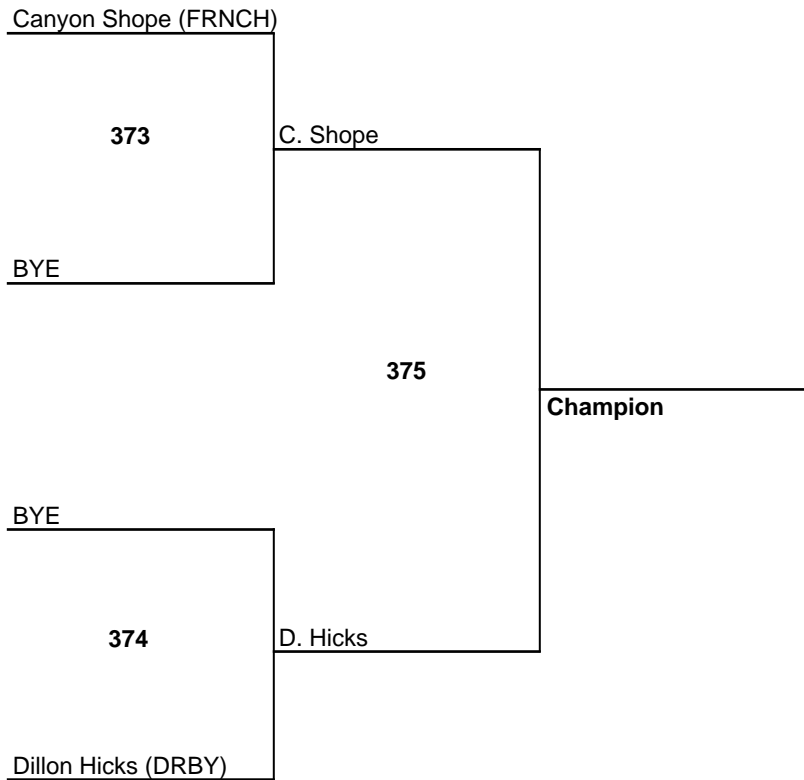 Canyon Shope (FRNCH)
373
C. Shope
BYE
375
Champion
BYE
374
D. Hicks
Dillon Hicks (DRBY)